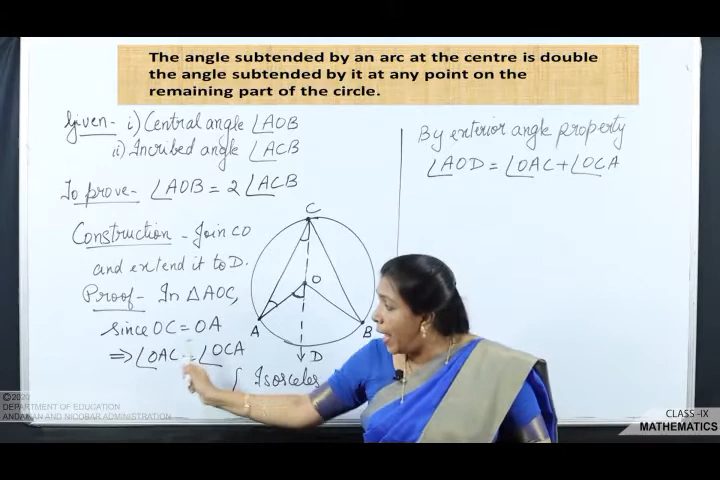 The angle subtended by an arc at the centre is double
the angle subtended by it at any point on the
remaining part of the circle.
Given- i) Central angle ∠AOB
ii) Incribed angle ∠ACB
To prove- ∠AOB = 2 ∠ACB
Construction - Join CO
and extend it to D.
Proof- In △AOC,
since OC = OA
⇒ ∠OAC = ∠OCA
Isosceles
C
O
A
B
D
By exterior angle property
∠AOD = ∠OAC + ∠OCA
©2020
DEPARTMENT OF EDUCATION
ANDAMAN AND NICOBAR ADMINISTRATION
CLASS -IX
MATHEMATICS